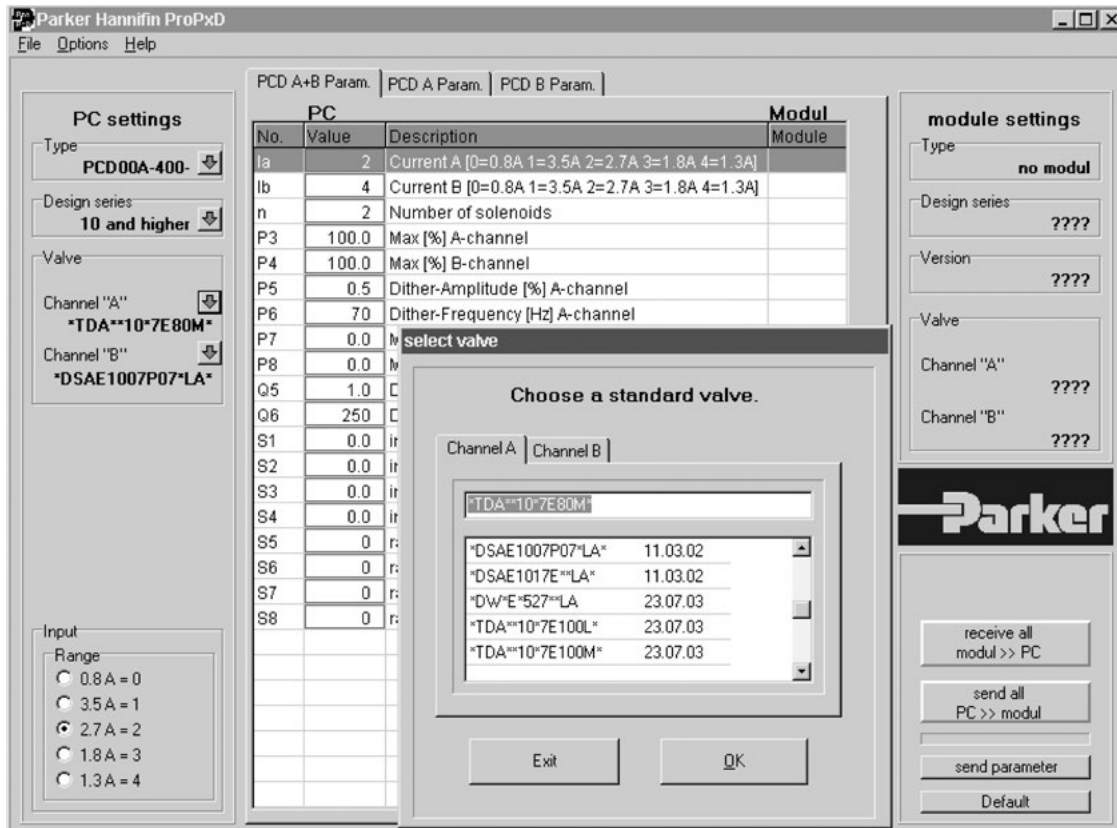 Parker Hannifin ProPxD
File Options Help
PC settings
Type
PCD00A-400-
Design series
10 and higher
Valve
Channel "A"
*TDA**10*7E80M*
Channel "B"
*DSAE1007P07*LA*
Input
Range
0.8 A = 0
3.5 A = 1
2.7 A = 2
1.8 A = 3
1.3 A = 4
PCD A+B Param. PCD A Param. PCD B Param.
PC Modul
No. Value Description Module
Ia 2 Current A [0=0.8A 1=3.5A 2=2.7A 3=1.8A 4=1.3A]
Ib 4 Current B [0=0.8A 1=3.5A 2=2.7A 3=1.8A 4=1.3A]
n 2 Number of solenoids
P3 100.0 Max [%] A-channel
P4 100.0 Max [%] B-channel
P5 0.5 Dither-Amplitude [%] A-channel
P6 70 Dither-Frequency [Hz] A-channel
P7 0.0
P8 0.0
Q5 1.0
Q6 250
S1 0.0
S2 0.0
S3 0.0
S4 0.0
S5 0
S6 0
S7 0
S8 0
select valve
Choose a standard valve.
Channel A Channel B
*TDA**10*7E80M*
*DSAE1007P07*LA* 11.03.02
*DSAE1017E**LA* 11.03.02
*DW*E*527**LA 23.07.03
*TDA**10*7E100L* 23.07.03
*TDA**10*7E100M* 23.07.03
Exit OK
module settings
Type
no modul
Design series
????
Version
????
Valve
Channel "A"
????
Channel "B"
????
Parker
receive all
modul >> PC
send all
PC >> modul
send parameter
Default